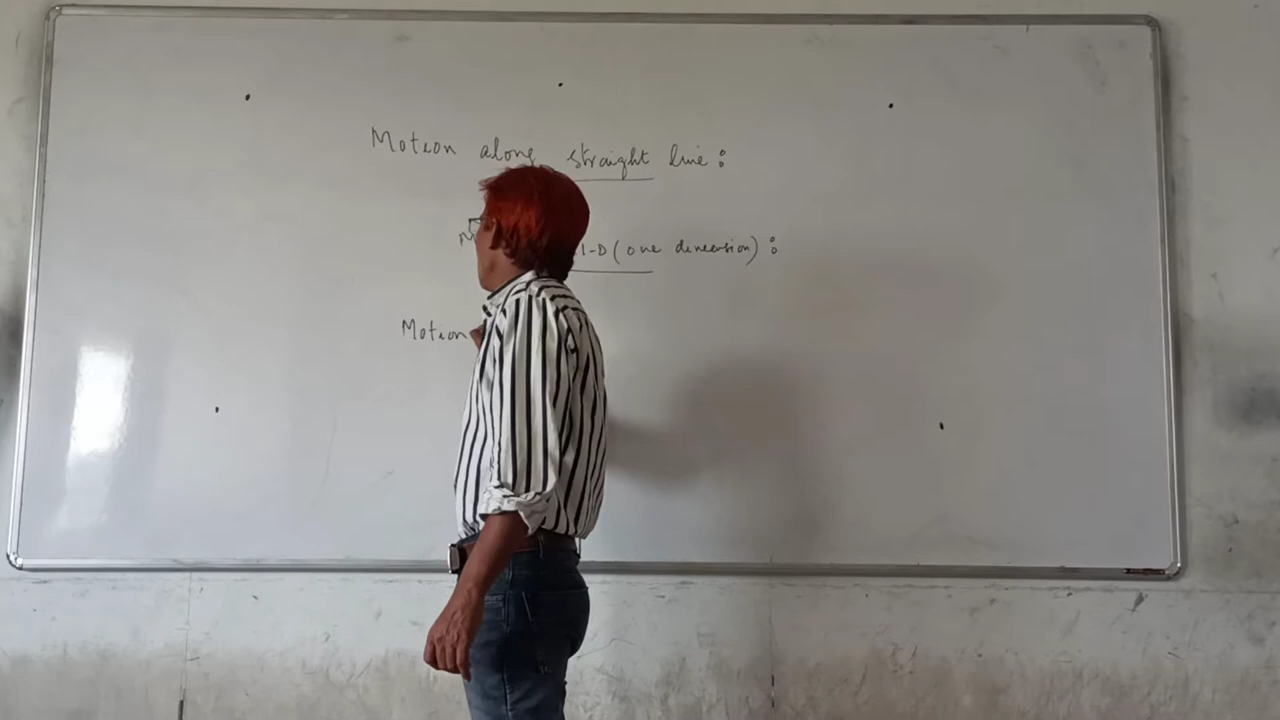 Motion along straight line :
1-D (one dimension) :
Motion